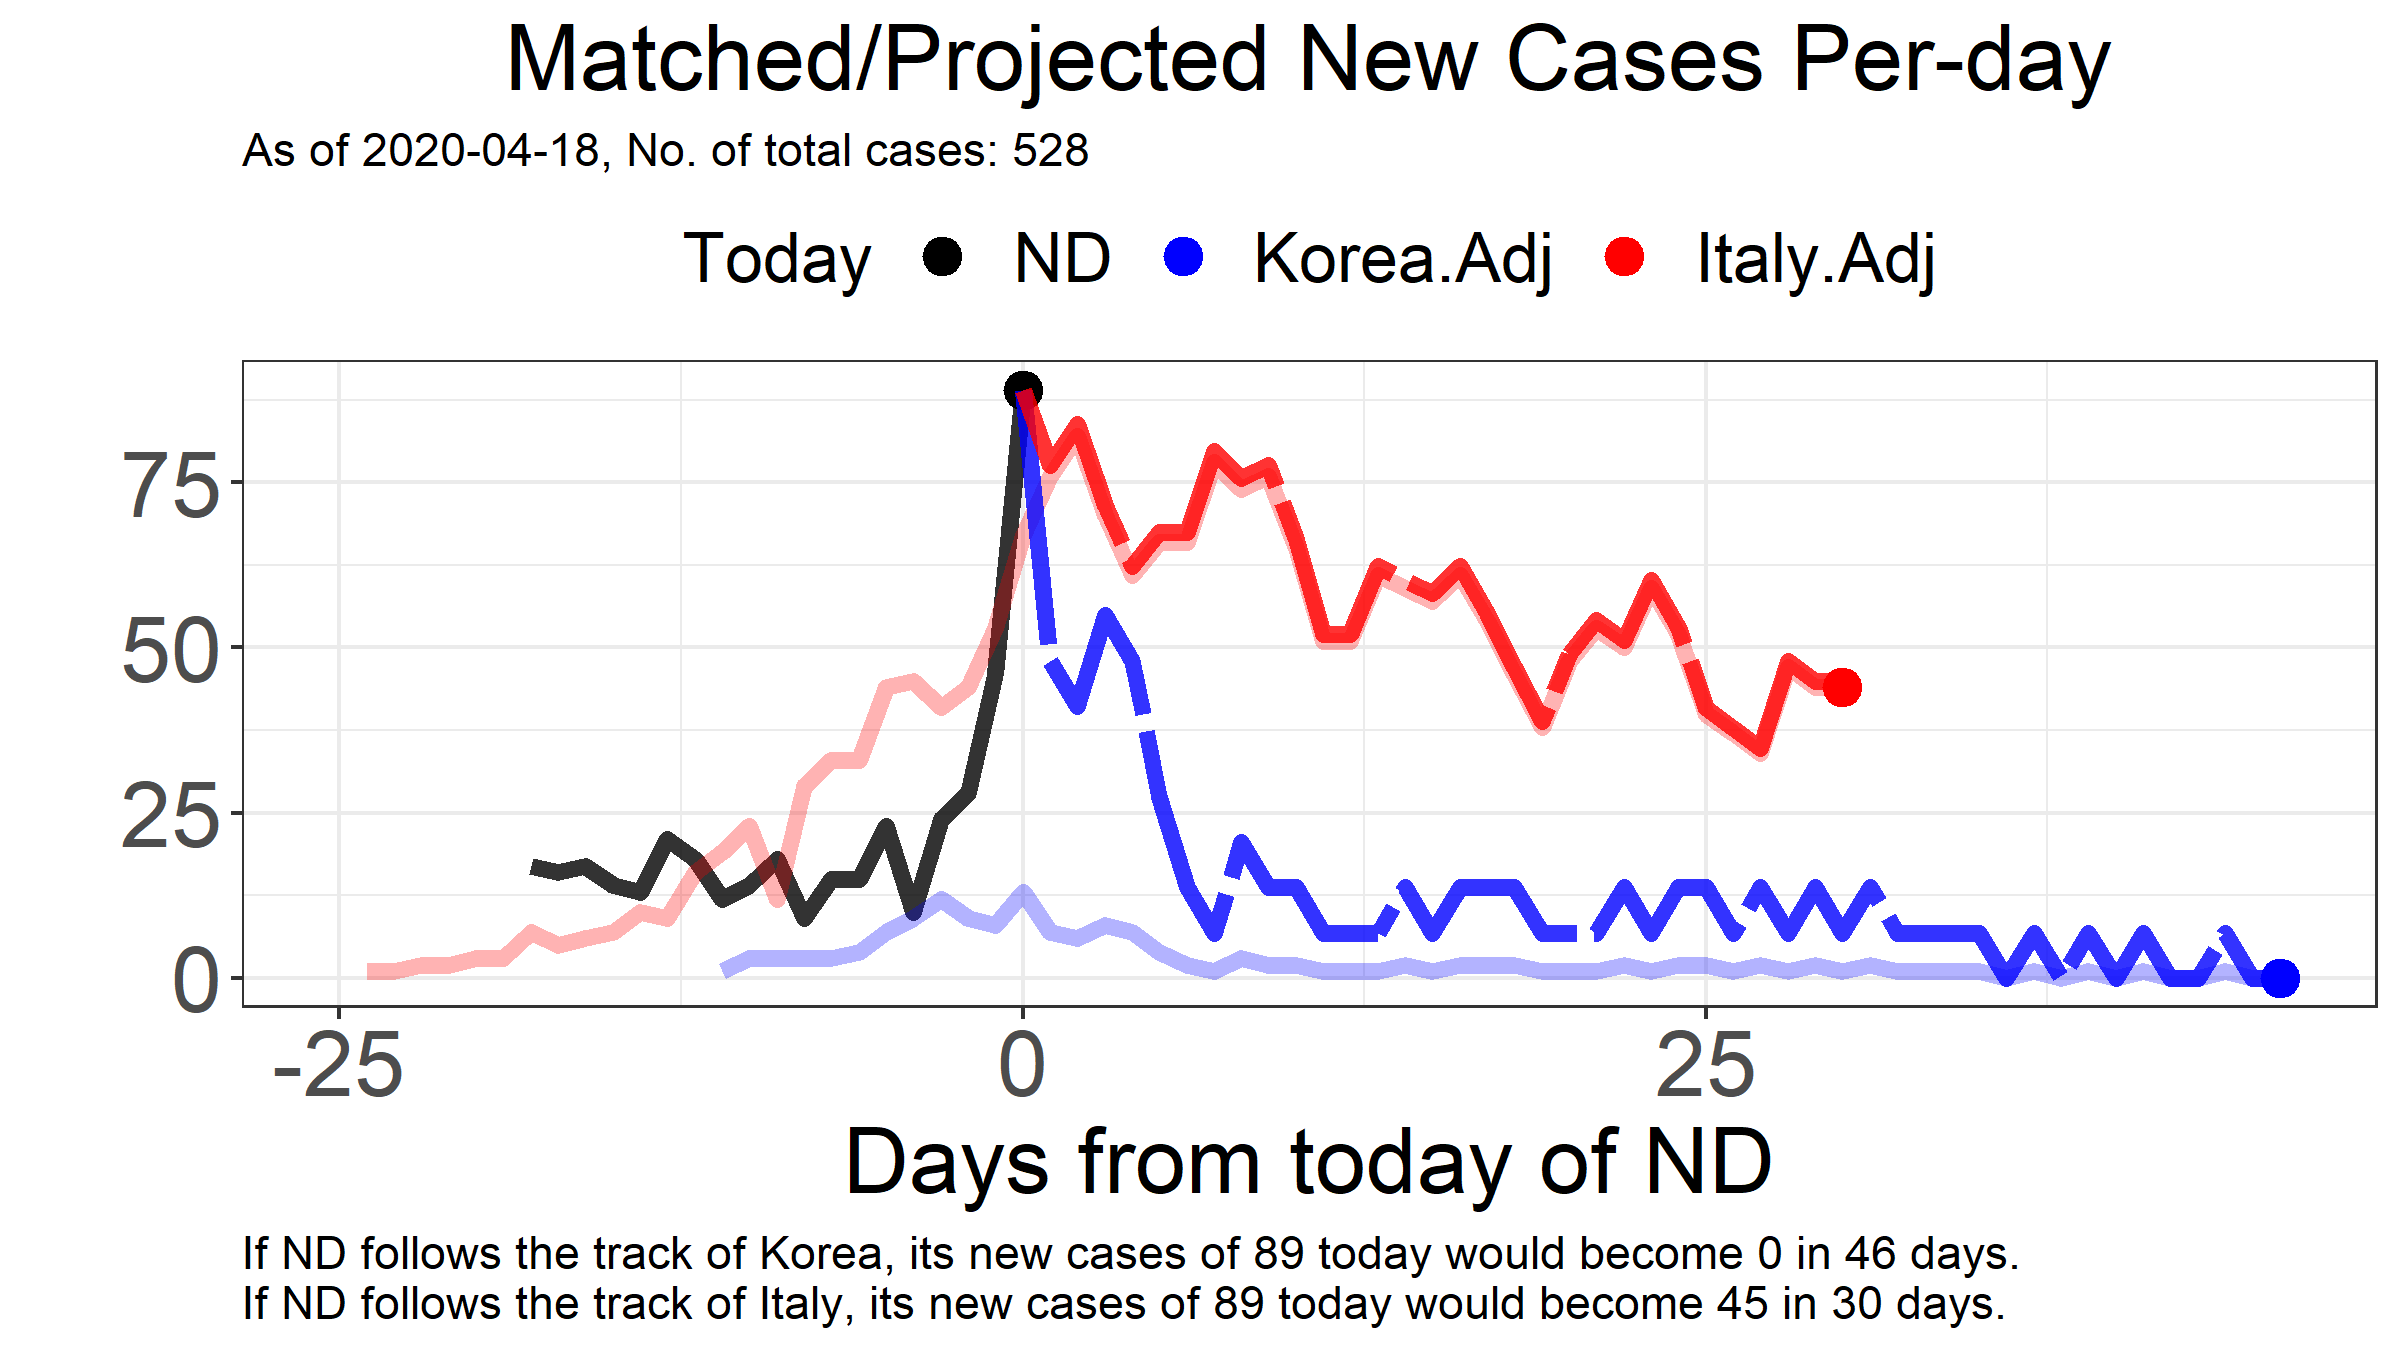 Matched/Projected New Cases Per-day
As of 2020-04-18, No. of total cases: 528
Today ND Korea.Adj Italy.Adj
75
50
25
0
-25 0 25
Days from today of ND
If ND follows the track of Korea, its new cases of 89 today would become 0 in 46 days.
If ND follows the track of Italy, its new cases of 89 today would become 45 in 30 days.